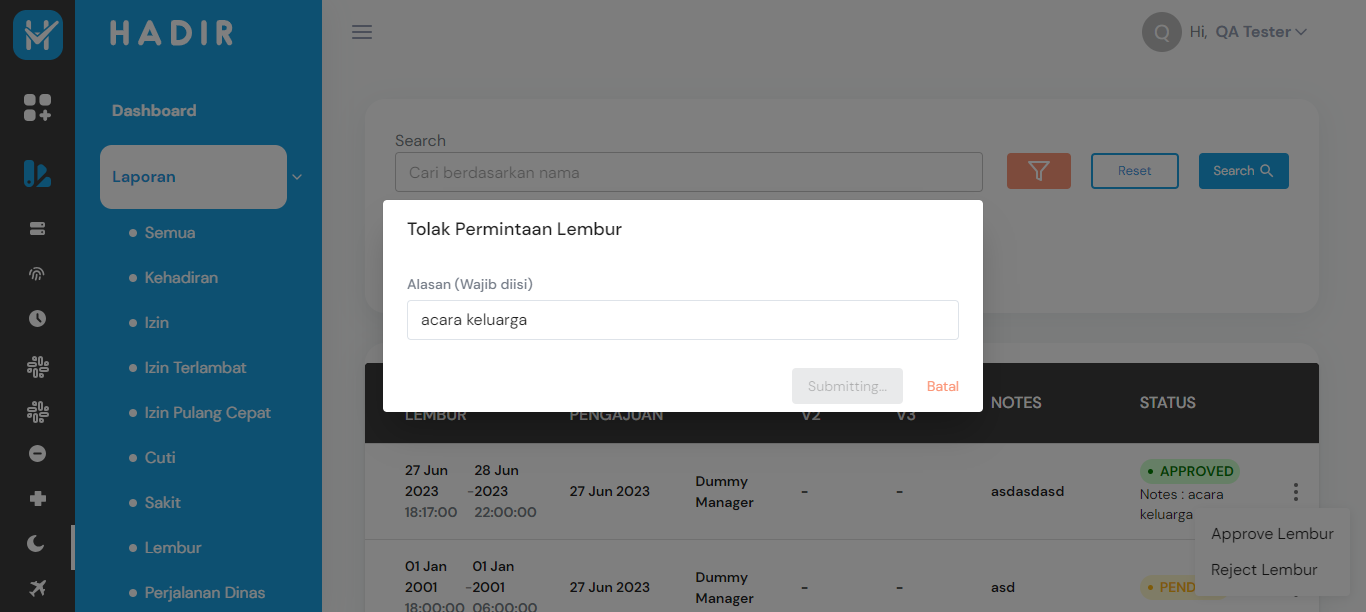 HADIR
Hi, QA Tester
Q
Dashboard
Laporan
Semua
Kehadiran
Izin
Izin Terlambat
Izin Pulang Cepat
Cuti
Sakit
Lembur
Perjalanan Dinas
Search
Cari berdasarkan nama
Reset
Search
Tolak Permintaan Lembur
Alasan (Wajib diisi)
acara keluarga
Submitting...
Batal
LEMBUR PENGAJUAN V2 V3 NOTES STATUS
27 Jun 2023 18:17:00 - 28 Jun 2023 22:00:00
27 Jun 2023
Dummy Manager
-
-
asdasdasd
APPROVED
Notes : acara
keluarga
01 Jan 2001 18:00:00 - 01 Jan 2001 06:00:00
27 Jun 2023
Dummy Manager
-
-
asd
PEND
Approve Lembur
Reject Lembur